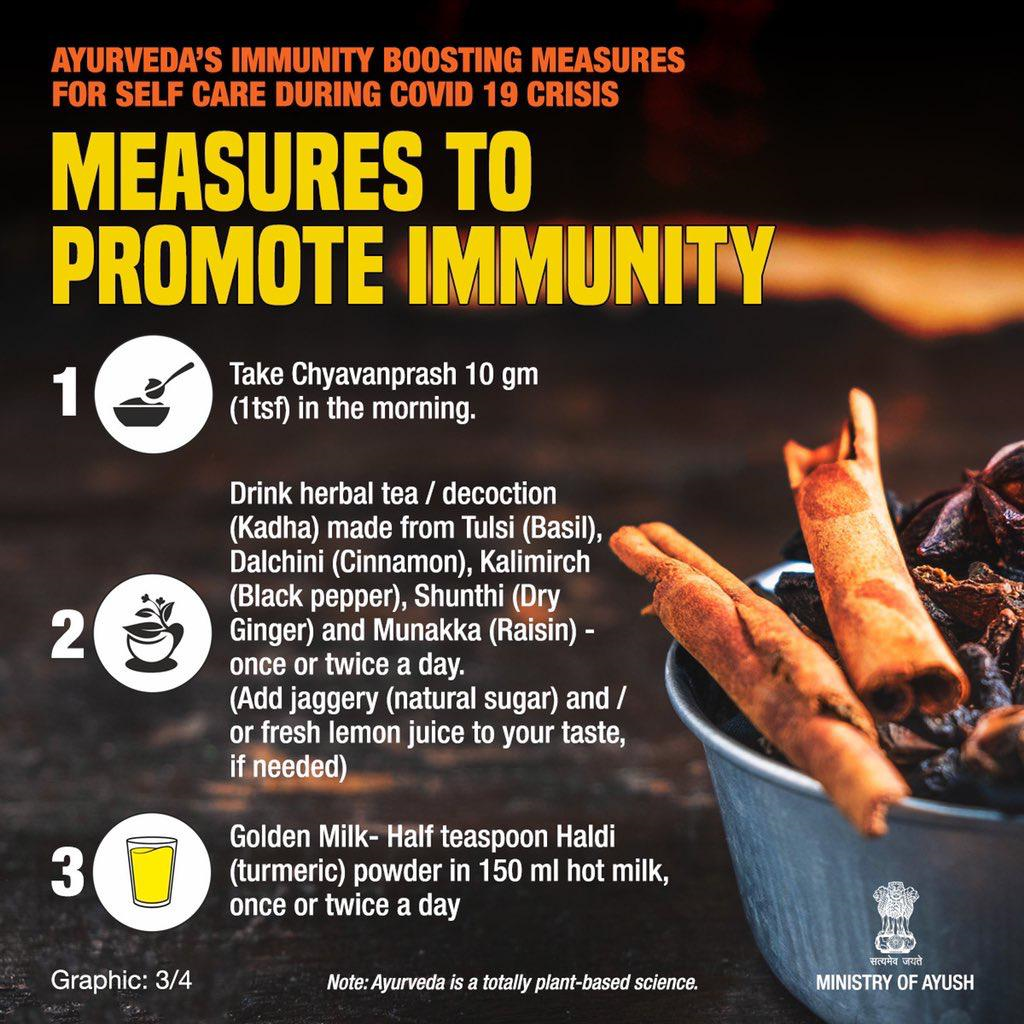 AYURVEDA'S IMMUNITY BOOSTING MEASURES
FOR SELF CARE DURING COVID 19 CRISIS
MEASURES TO
PROMOTE IMMUNITY
1
Take Chyavanprash 10 gm
(1tsf) in the morning.
2
Drink herbal tea / decoction
(Kadha) made from Tulsi (Basil),
Dalchini (Cinnamon), Kalimirch
(Black pepper), Shunthi (Dry
Ginger) and Munakka (Raisin) -
once or twice a day.
(Add jaggery (natural sugar) and /
or fresh lemon juice to your taste,
if needed)
3
Golden Milk- Half teaspoon Haldi
(turmeric) powder in 150 ml hot milk,
once or twice a day
Graphic: 3/4
Note: Ayurveda is a totally plant-based science.
सत्यमेव जयते
MINISTRY OF AYUSH